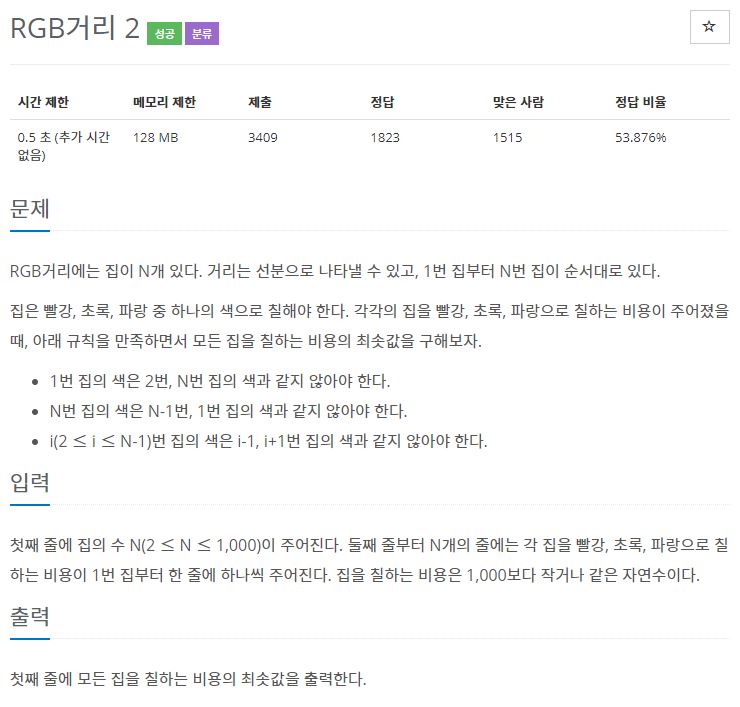 RGB거리 2 성공 분류
☆
시간 제한 메모리 제한 제출 정답 맞은 사람 정답 비율
0.5 초 (추가 시간 128 MB 3409 1823 1515 53.876%
없음)
문제
RGB거리에는 집이 N개 있다. 거리는 선분으로 나타낼 수 있고, 1번 집부터 N번 집이 순서대로 있다.
집은 빨강, 초록, 파랑 중 하나의 색으로 칠해야 한다. 각각의 집을 빨강, 초록, 파랑으로 칠하는 비용이 주어졌을
때, 아래 규칙을 만족하면서 모든 집을 칠하는 비용의 최솟값을 구해보자.
• 1번 집의 색은 2번, N번 집의 색과 같지 않아야 한다.
• N번 집의 색은 N-1번, 1번 집의 색과 같지 않아야 한다.
• i(2 ≤ i ≤ N-1)번 집의 색은 i-1, i+1번 집의 색과 같지 않아야 한다.
입력
첫째 줄에 집의 수 N(2 ≤ N ≤ 1,000)이 주어진다. 둘째 줄부터 N개의 줄에는 각 집을 빨강, 초록, 파랑으로 칠
하는 비용이 1번 집부터 한 줄에 하나씩 주어진다. 집을 칠하는 비용은 1,000보다 작거나 같은 자연수이다.
출력
첫째 줄에 모든 집을 칠하는 비용의 최솟값을 출력한다.